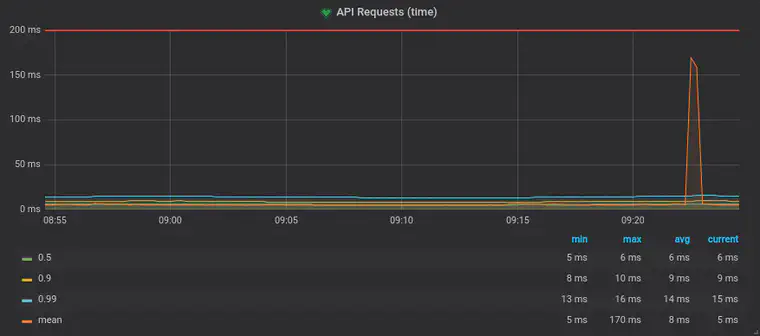 API Requests (time)
200 ms
150 ms
100 ms
50 ms
0 ms
08:55 09:00 09:05 09:10 09:15 09:20
min max avg current
0.5 5 ms 6 ms 6 ms 6 ms
0.9 8 ms 10 ms 9 ms 9 ms
0.99 13 ms 16 ms 14 ms 15 ms
mean 5 ms 170 ms 8 ms 5 ms